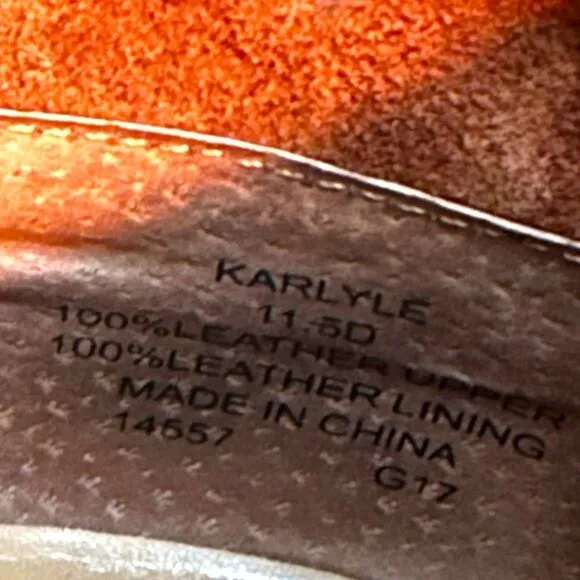 KARLYLE
11.5D
100%LEATHER UPPER
100%LEATHER LINING
MADE IN CHINA
14557
G17